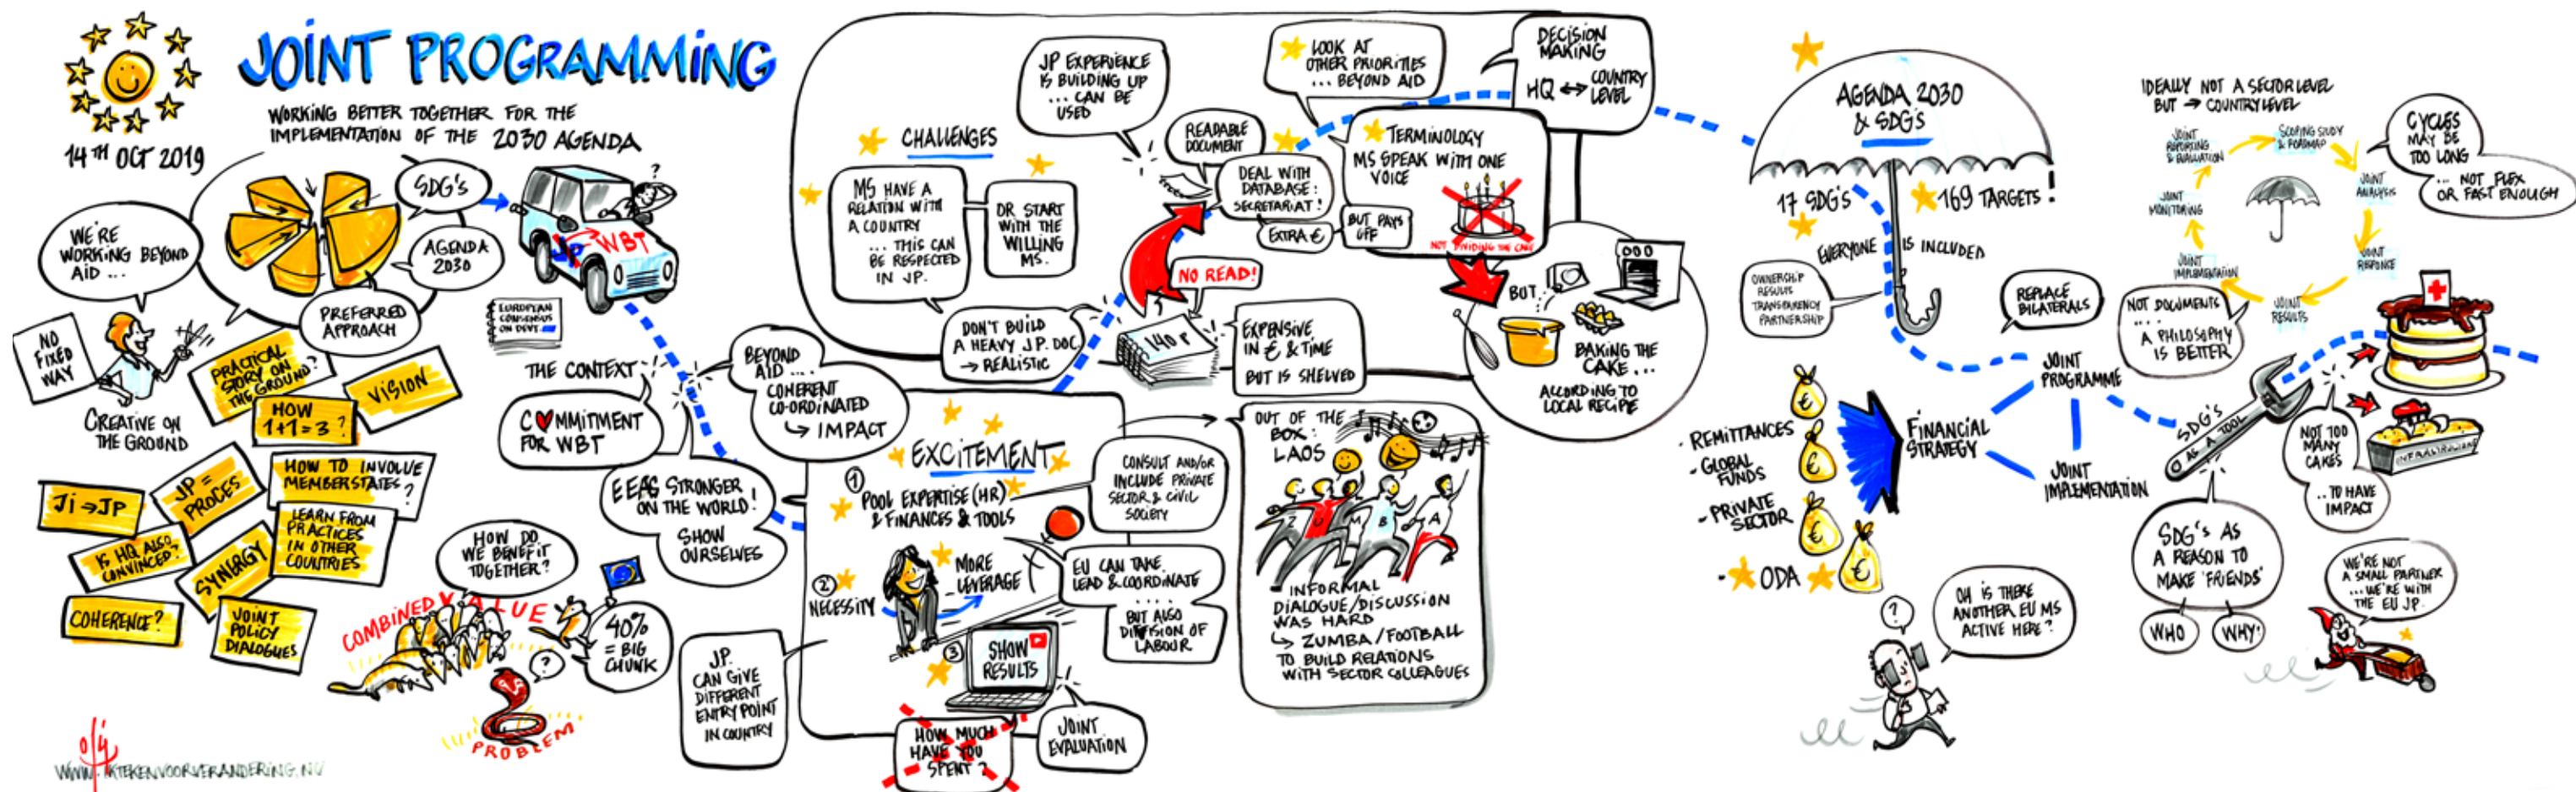 JOINT PROGRAMMING
WORKING BETTER TOGETHER FOR THE
IMPLEMENTATION OF THE 2030 AGENDA
14TH OCT 2019
WE'RE
WORKING BEYOND
AID ...
NO
FIXED
WAY
CREATIVE ON
THE GROUND
SDG'S
AGENDA
2030
PREFERRED
APPROACH
WBT
EUROPEAN
CONSENSUS
ON DEVT.
PRACTICAL
STORY ON
THE GROUND?
VISION
HOW
1+1=3?
HOW TO INVOLVE
MEMBERSTATES?
JP =
PROCES
Ji → JP
LEARN FROM
PRACTICES
IN OTHER
COUNTRIES
IS HQ ALSO
CONVINCED?
SYNERGY
COHERENCE?
JOINT
POLICY
DIALOGUES
HOW DO
WE BENEFIT
TOGETHER?
COMBINED VALUE
40%
= BIG
CHUNK
?
PROBLEM
THE CONTEXT
COMMITMENT
FOR WBT
BEYOND
AID ...
COHERENT
CO-ORDINATED
↳ IMPACT
STRONGER
ON THE WORLD!
SHOW
OURSELVES
CHALLENGES
MS HAVE A
RELATION WITH
A COUNTRY
... THIS CAN
BE RESPECTED
IN JP.
OR START
WITH THE
WILLING
MS.
JP EXPERIENCE
IS BUILDING UP
... CAN BE
USED
READABLE
DOCUMENT
DEAL WITH
DATABASE:
SECRETARIAT!
EXTRA €
BUT PAYS
OFF
LOOK AT
OTHER PRIORITIES
... BEYOND AID
DECISION
MAKING
HQ ↔ COUNTRY
LEVEL
TERMINOLOGY
MS SPEAK WITH ONE
VOICE
NOT DIVIDING THE CAKE
NO READ!
140 P
DON'T BUILD
A HEAVY J.P. DOC.
→ REALISTIC
EXPENSIVE
IN € & TIME
BUT IS SHELVED
BUT...
BAKING THE
CAKE...
ACCORDING TO
LOCAL RECIPE
EXCITEMENT
1
POOL EXPERTISE (HR)
& FINANCES & TOOLS
CONSULT AND/OR
INCLUDE PRIVATE
SECTOR & CIVIL
SOCIETY
2
NECESSITY
MORE
LEVERAGE
EU CAN TAKE
LEAD & COORDINATE
....
BUT ALSO
DIVISION OF
LABOUR
3
SHOW
RESULTS
J.P.
CAN GIVE
DIFFERENT
ENTRY POINT
IN COUNTRY
HOW MUCH
HAVE YOU
SPENT?
JOINT
EVALUATION
OUT OF THE
BOX:
LAOS
ZUMBA
INFORMAL
DIALOGUE/DISCUSSION
WAS HARD
↳ ZUMBA/FOOTBALL
TO BUILD RELATIONS
WITH SECTOR COLLEAGUES
AGENDA 2030
& SDG'S
17 SDG'S
169 TARGETS!
EVERYONE IS INCLUDED
OWNERSHIP
RESULTS
TRANSPARENCY
PARTNERSHIP
REPLACE
BILATERALS
- REMITTANCES
- GLOBAL
FUNDS
- PRIVATE
SECTOR
- ODA
€
€
€
€
FINANCIAL
STRATEGY
JOINT
PROGRAMME
JOINT
IMPLEMENTATION
IDEALLY NOT A SECTOR LEVEL
BUT → COUNTRY LEVEL
SCOPING STUDY
& ROADMAP
JOINT
ANALYSIS
JOINT
RESPONCE
JOINT
RESULTS
JOINT
IMPLEMENTATION
JOINT
MONITORING
JOINT
REPORTING
& EVALUATION
CYCLES
MAY BE
TOO LONG
... NOT FLEX
OR FAST ENOUGH
NOT DOCUMENTS
....
A PHILOSOPHY
IS BETTER
SDG'S
AS A TOOL
NOT TOO
MANY
CAKES
... TO HAVE
IMPACT
INFRASTRUCTURE
SDG'S AS
A REASON TO
MAKE 'FRIENDS'
WHO
WHY?
?
OH IS THERE
ANOTHER EU MS
ACTIVE HERE?
WE'RE NOT
A SMALL PARTNER
... WE'RE WITH
THE EU JP.
WWW.IKTEKENVOORVERANDERING.NU